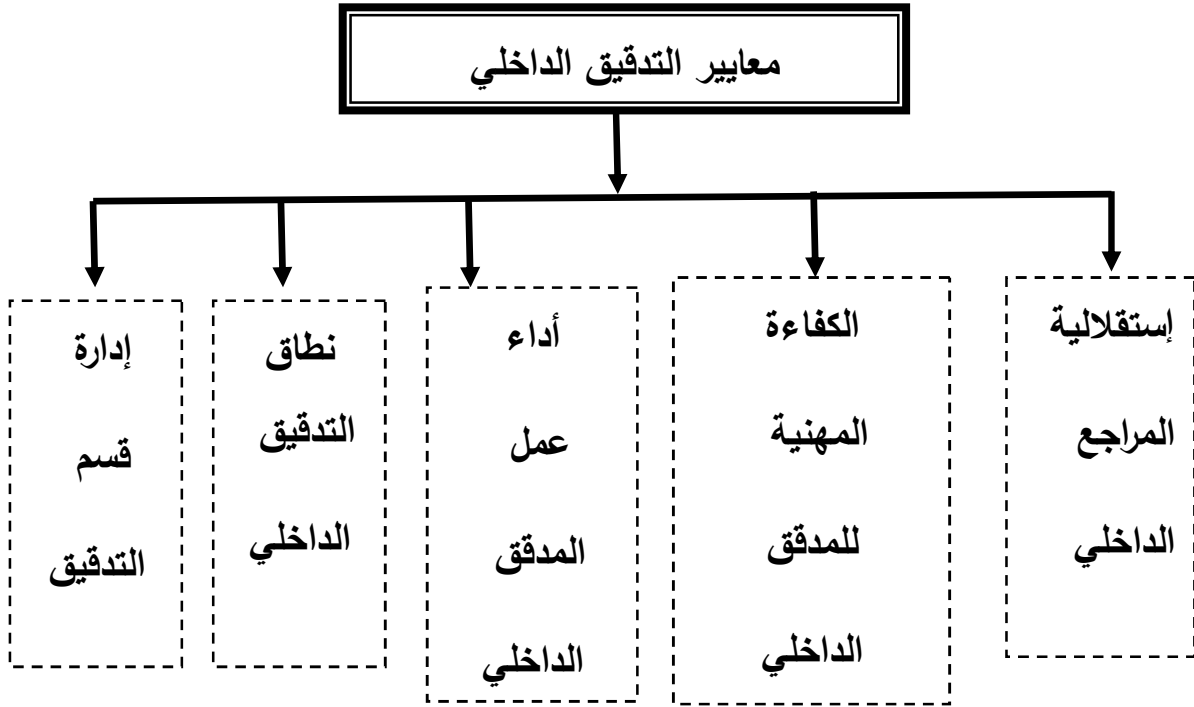 معايير التدقيق الداخلي
إستقلالية
المراجع
الداخلي
الكفاءة
المهنية
للمدقق
الداخلي
أداء
عمل
المدقق
الداخلي
نطاق
التدقيق
الداخلي
إدارة
قسم
التدقيق